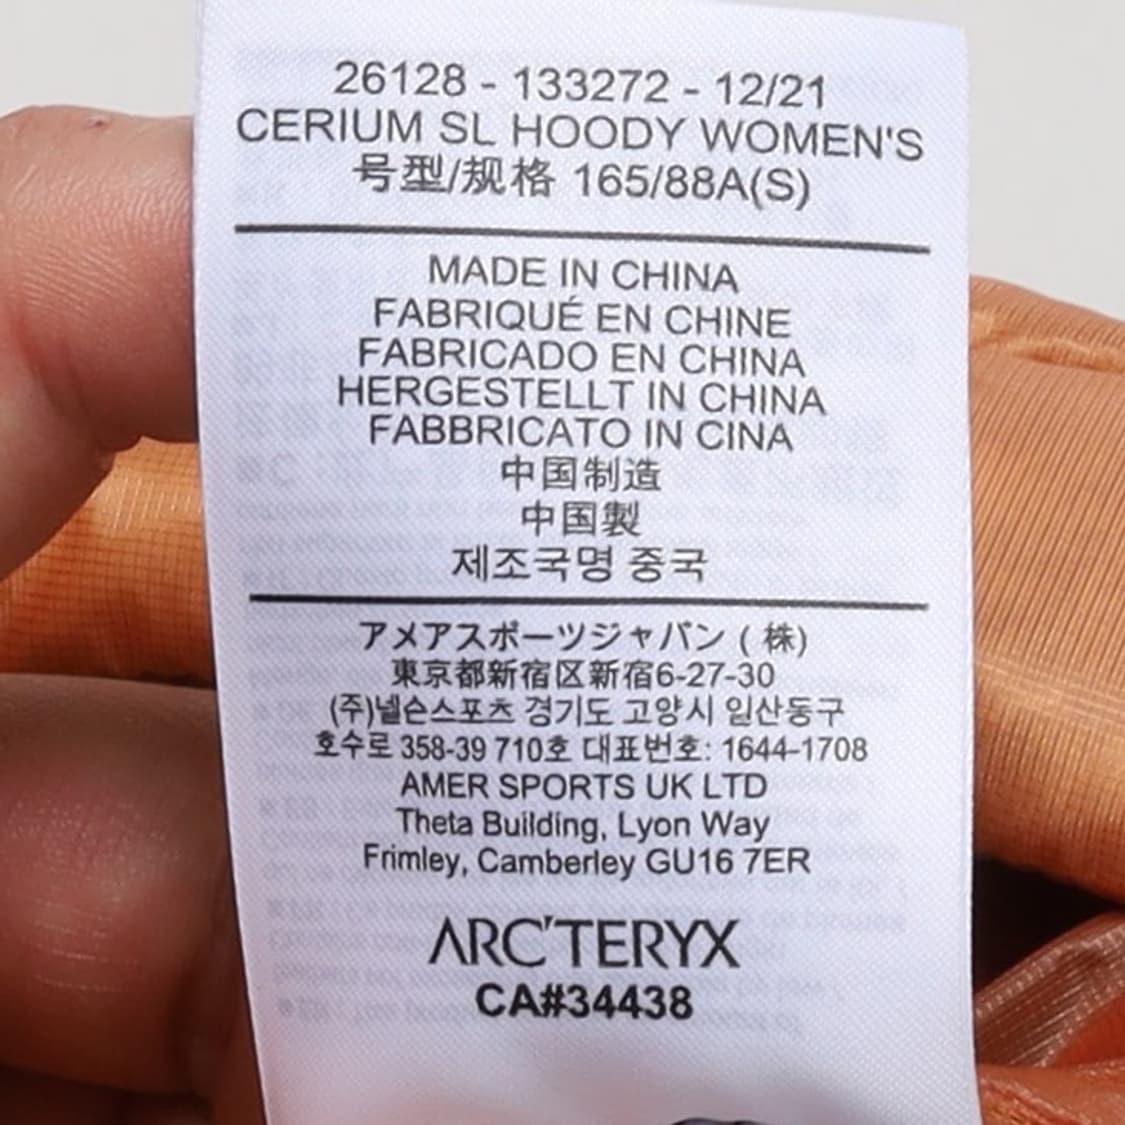 26128 - 133272 - 12/21
CERIUM SL HOODY WOMEN'S
号型/规格 165/88A(S)
MADE IN CHINA
FABRIQUÉ EN CHINE
FABRICADO EN CHINA
HERGESTELLT IN CHINA
FABBRICATO IN CINA
中国制造
中国製
제조국명 중국
アメアスポーツジャパン ( 株)
東京都新宿区新宿6-27-30
(주)넬슨스포츠 경기도 고양시 일산동구
호수로 358-39 710호 대표번호: 1644-1708
AMER SPORTS UK LTD
Theta Building, Lyon Way
Frimley, Camberley GU16 7ER
ARC'TERYX
CA#34438